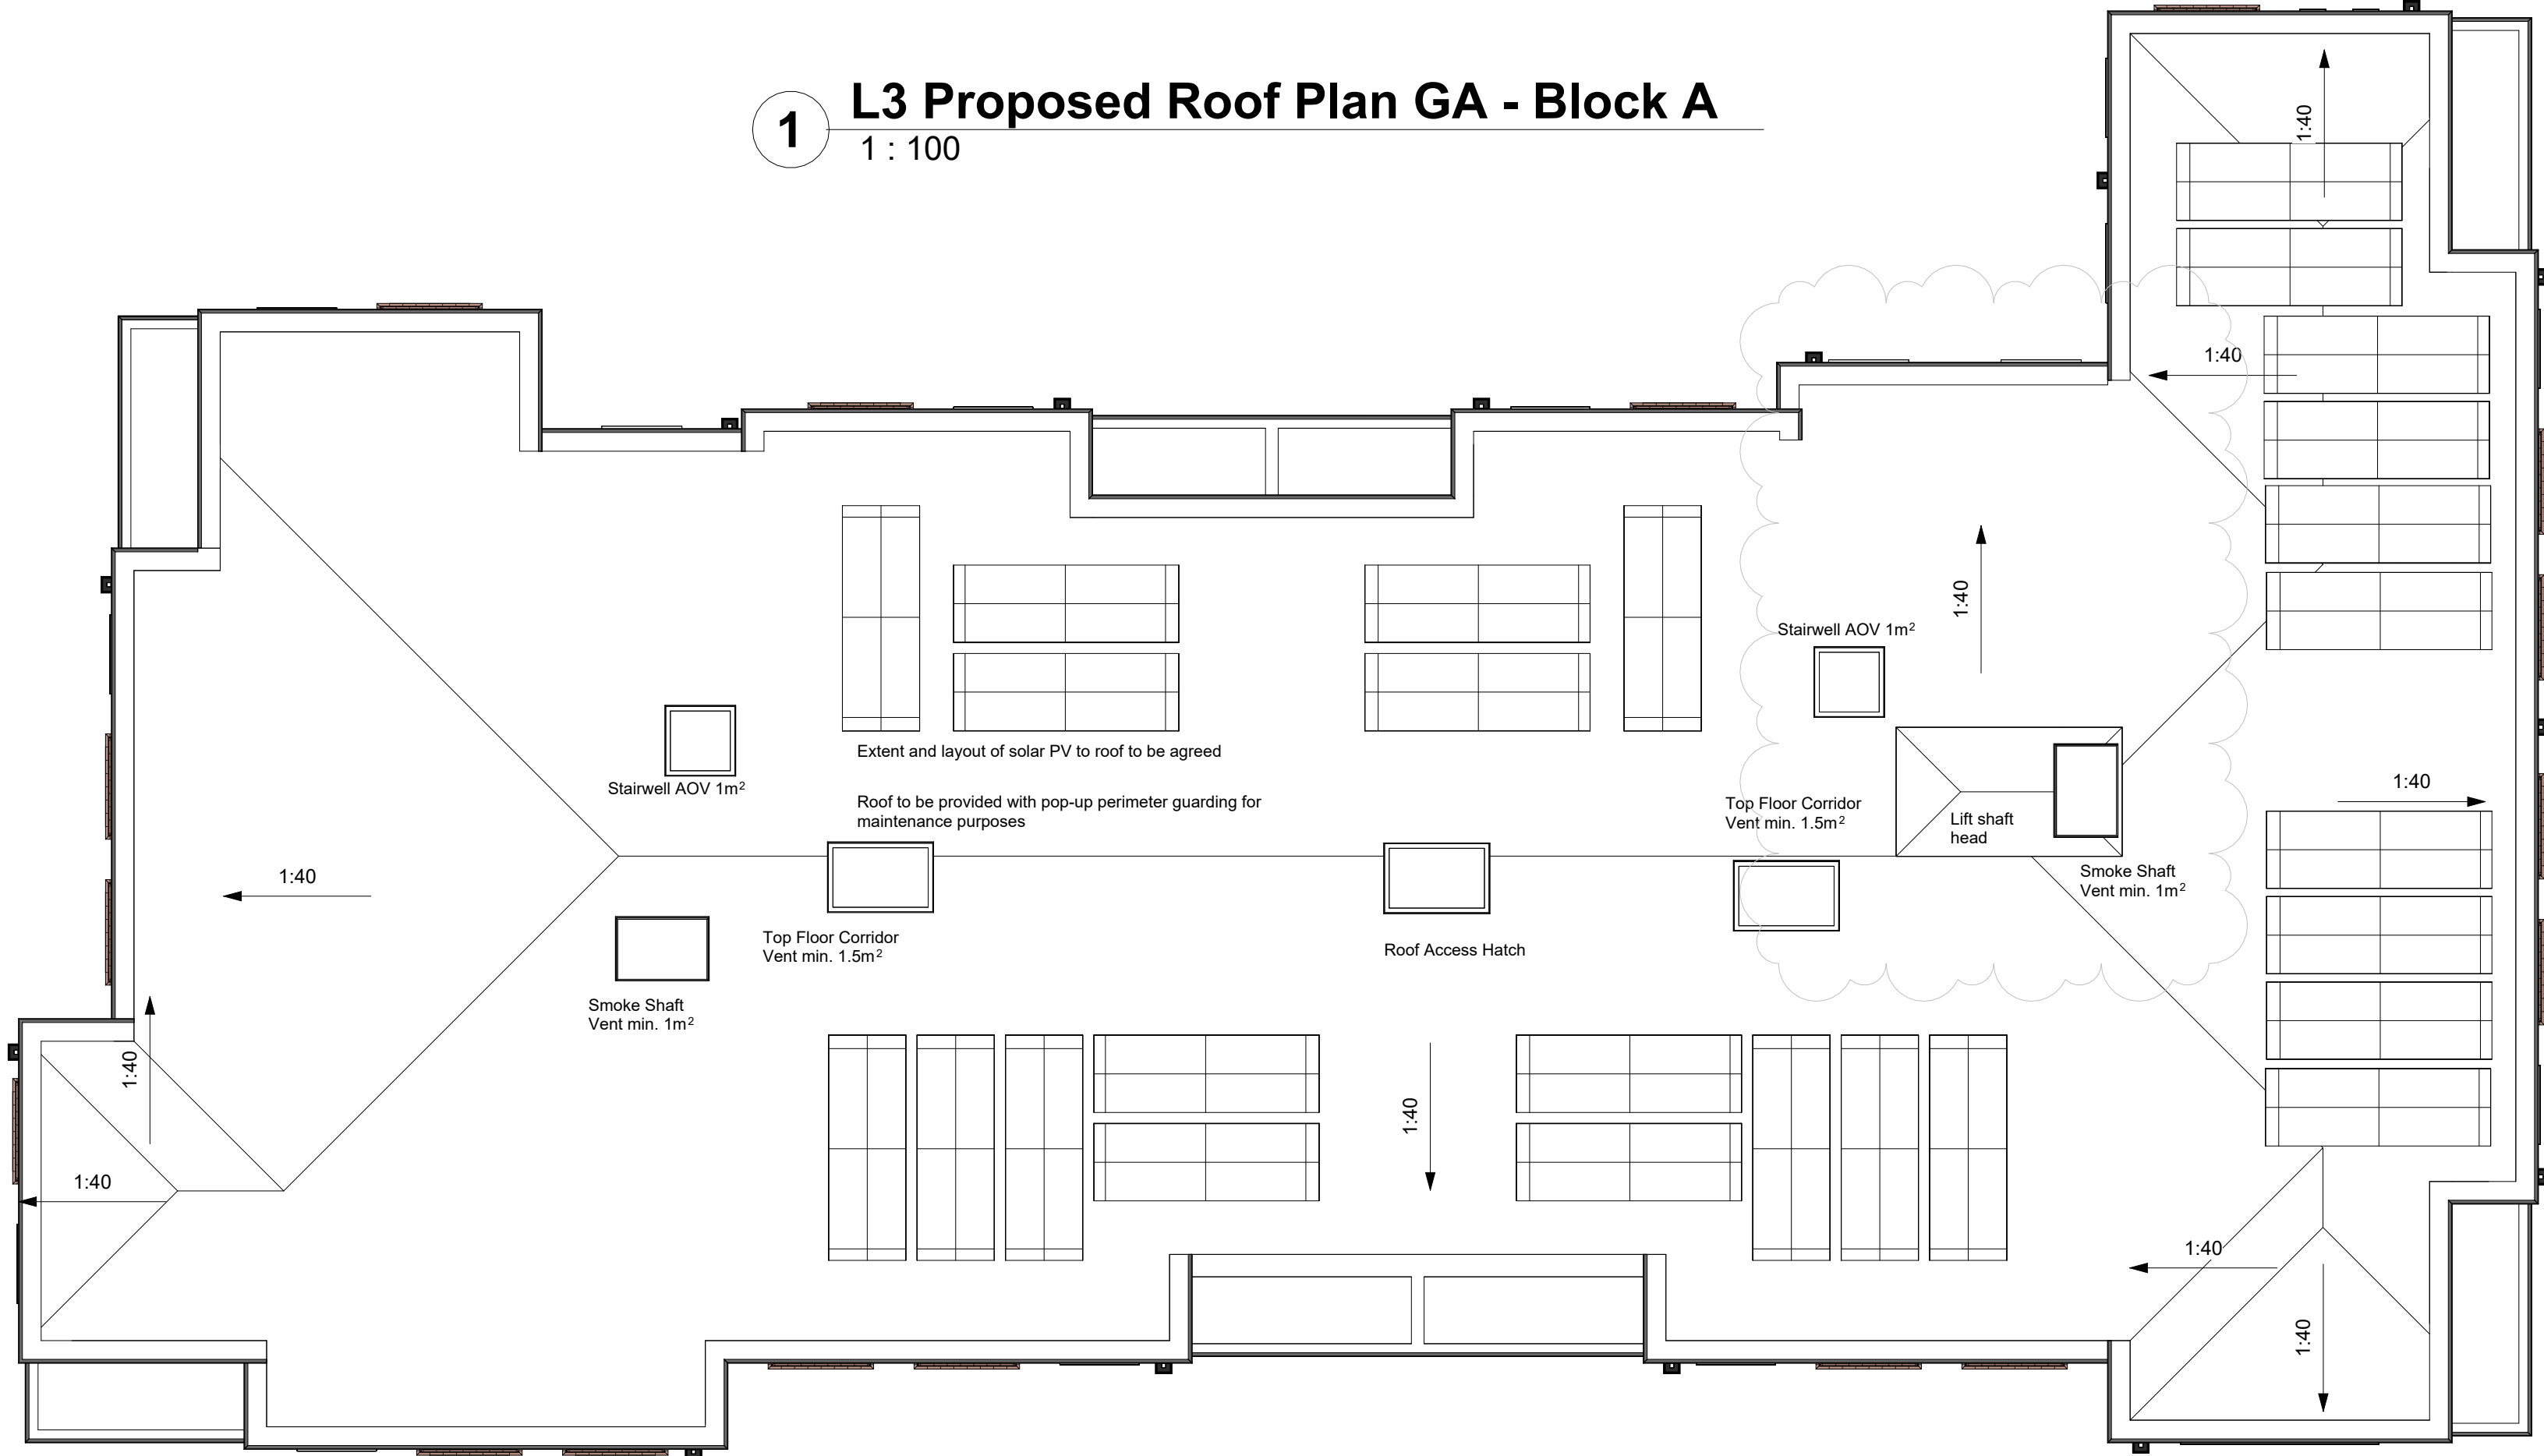 1
L3 Proposed Roof Plan GA - Block A
1 : 100
1:40
1:40
1:40
Stairwell AOV 1m²
Extent and layout of solar PV to roof to be agreed
Stairwell AOV 1m²
Roof to be provided with pop-up perimeter guarding for
maintenance purposes
1:40
Top Floor Corridor
Vent min. 1.5m²
Lift shaft
head
1:40
Smoke Shaft
Vent min. 1m²
Top Floor Corridor
Vent min. 1.5m²
Roof Access Hatch
Smoke Shaft
Vent min. 1m²
1:40
1:40
1:40
1:40
1:40